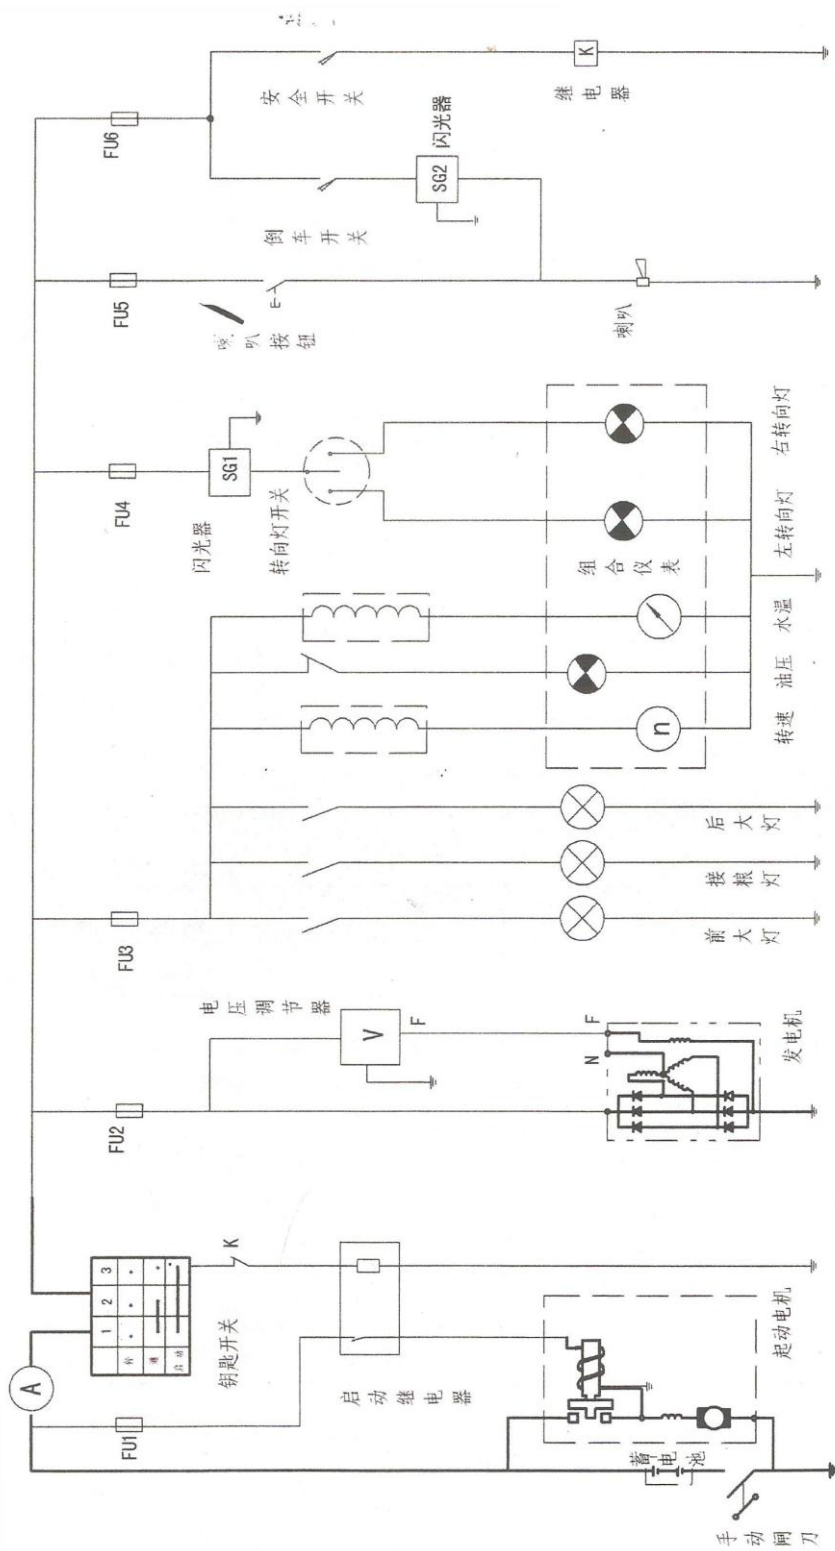 A
FU1
1 2 3
停
通
启动
钥匙开关
K
启动继电器
起动电机
蓄电池
手动闸刀
FU2
电压调节器
V
F
N
F
发电机
FU3
前大灯
接粮灯
后大灯
n
转速
油压
水温
组合仪表
左转向灯
右转向灯
FU4
闪光器
SG1
转向灯开关
FU5
喇叭按钮
E
喇叭
FU6
倒车开关
SG2
闪光器
安全开关
K
继电器